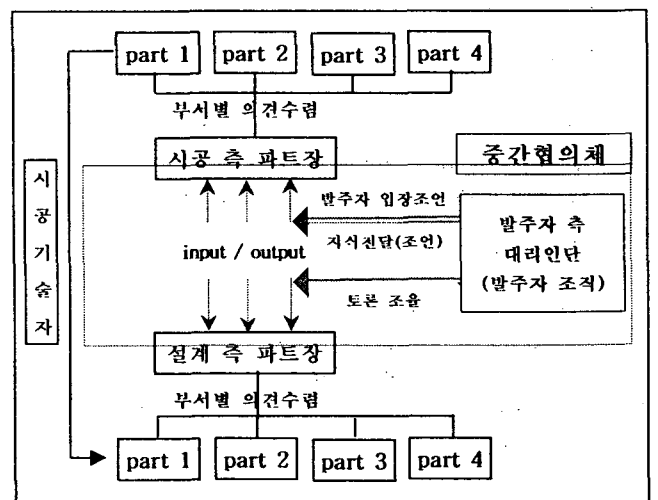 part 1 part 2 part 3 part 4
부서별 의견수렴
시공 측 파트장
중간협의체
시공기술자
발주자 입장조언
지식전달(조언)
input / output
발주자 측
대리인단
(발주자 조직)
토론 조율
설계 측 파트장
부서별 의견수렴
part 1 part 2 part 3 part 4